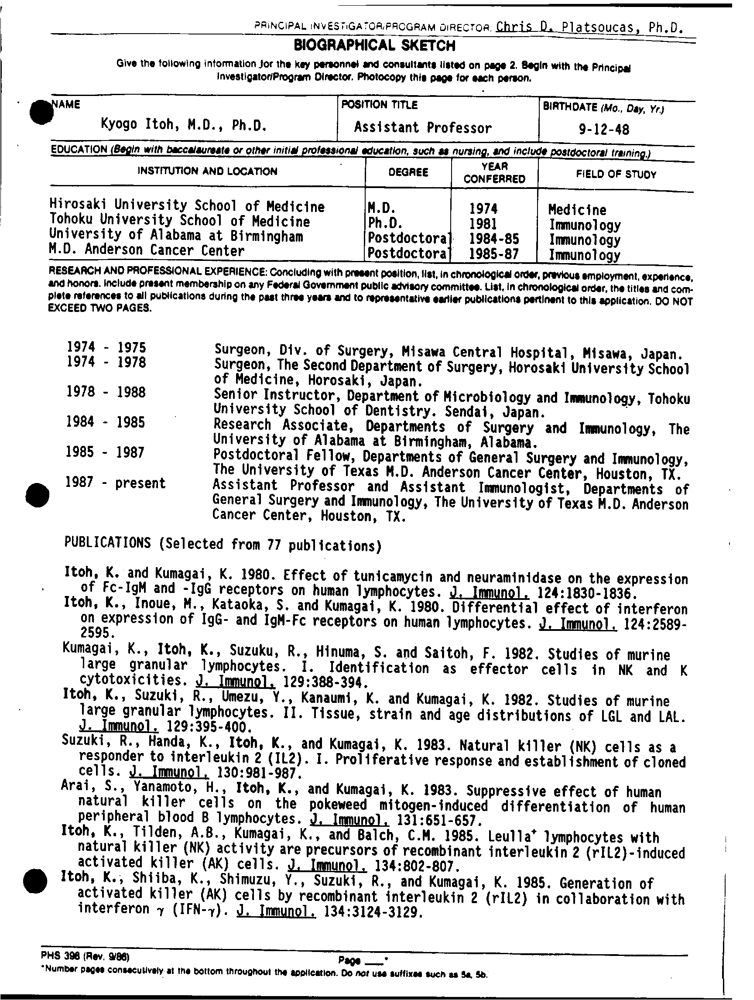 PRINCIPAL INVESTIGATOR/PROGRAM DIRECTOR: Chris D. Platsoucas, Ph.D.
BIOGRAPHICAL SKETCH
Give the following information for the key personnel and consultants listed on page 2. Begin with the Principal
Investigator/Program Director. Photocopy this page for each person.
NAME POSITION TITLE BIRTHDATE (Mo., Day, Yr.)
Kyogo Itoh, M.D., Ph.D. Assistant Professor 9-12-48
EDUCATION (Begin with baccalaureate or other initial professional education, such as nursing, and include postdoctoral training.)
INSTITUTION AND LOCATION DEGREE YEAR CONFERRED FIELD OF STUDY
Hirosaki University School of Medicine M.D. 1974 Medicine
Tohoku University School of Medicine Ph.D. 1981 Immunology
University of Alabama at Birmingham Postdoctoral 1984-85 Immunology
M.D. Anderson Cancer Center Postdoctoral 1985-87 Immunology
RESEARCH AND PROFESSIONAL EXPERIENCE: Concluding with present position, list, in chronological order, previous employment, experience,
and honors. Include present membership on any Federal Government public advisory committee. List, in chronological order, the titles and com-
plete references to all publications during the past three years and to representative earlier publications pertinent to this application. DO NOT
EXCEED TWO PAGES.
1974 - 1975 Surgeon, Div. of Surgery, Misawa Central Hospital, Misawa, Japan.
1974 - 1978 Surgeon, The Second Department of Surgery, Horosaki University School
of Medicine, Horosaki, Japan.
1978 - 1988 Senior Instructor, Department of Microbiology and Immunology, Tohoku
University School of Dentistry. Sendai, Japan.
1984 - 1985 Research Associate, Departments of Surgery and Immunology, The
University of Alabama at Birmingham, Alabama.
1985 - 1987 Postdoctoral Fellow, Departments of General Surgery and Immunology,
The University of Texas M.D. Anderson Cancer Center, Houston, TX.
1987 - present Assistant Professor and Assistant Immunologist, Departments of
General Surgery and Immunology, The University of Texas M.D. Anderson
Cancer Center, Houston, TX.
PUBLICATIONS (Selected from 77 publications)
Itoh, K. and Kumagai, K. 1980. Effect of tunicamycin and neuraminidase on the expression
of Fc-IgM and -IgG receptors on human lymphocytes. J. Immunol. 124:1830-1836.
Itoh, K., Inoue, M., Kataoka, S. and Kumagai, K. 1980. Differential effect of interferon
on expression of IgG- and IgM-Fc receptors on human lymphocytes. J. Immunol. 124:2589-
2595.
Kumagai, K., Itoh, K., Suzuku, R., Hinuma, S. and Saitoh, F. 1982. Studies of murine
large granular lymphocytes. I. Identification as effector cells in NK and K
cytotoxicities. J. Immunol. 129:388-394.
Itoh, K., Suzuki, R., Umezu, Y., Kanaumi, K. and Kumagai, K. 1982. Studies of murine
large granular lymphocytes. II. Tissue, strain and age distributions of LGL and LAL.
J. Immunol. 129:395-400.
Suzuki, R., Handa, K., Itoh, K., and Kumagai, K. 1983. Natural killer (NK) cells as a
responder to interleukin 2 (IL2). I. Proliferative response and establishment of cloned
cells. J. Immunol. 130:981-987.
Arai, S., Yanamoto, H., Itoh, K., and Kumagai, K. 1983. Suppressive effect of human
natural killer cells on the pokeweed mitogen-induced differentiation of human
peripheral blood B lymphocytes. J. Immunol. 131:651-657.
Itoh, K., Tilden, A.B., Kumagai, K., and Balch, C.M. 1985. Leulla⁺ lymphocytes with
natural killer (NK) activity are precursors of recombinant interleukin 2 (rIL2)-induced
activated killer (AK) cells. J. Immunol. 134:802-807.
Itoh, K., Shiiba, K., Shimuzu, Y., Suzuki, R., and Kumagai, K. 1985. Generation of
activated killer (AK) cells by recombinant interleukin 2 (rIL2) in collaboration with
interferon γ (IFN-γ). J. Immunol. 134:3124-3129.
PHS 398 (Rev. 9/86) Page ___*
*Number pages consecutively at the bottom throughout the application. Do not use suffixes such as 5a, 5b.